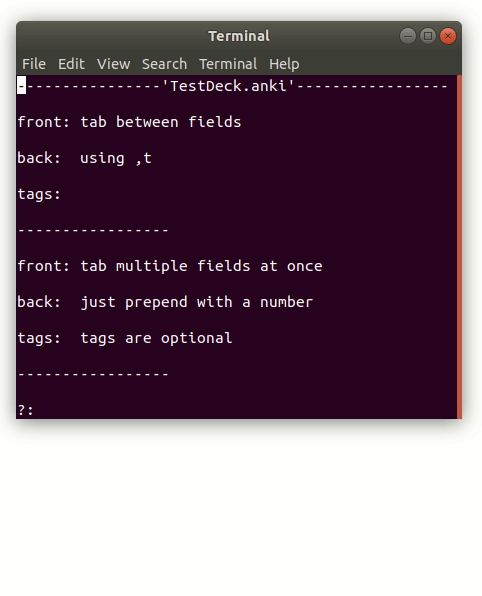 Terminal
File Edit View Search Terminal Help
----------------'TestDeck.anki'-----------------
front: tab between fields
back:  using ,t
tags:
-----------------
front: tab multiple fields at once
back:  just prepend with a number
tags:  tags are optional
-----------------
?: